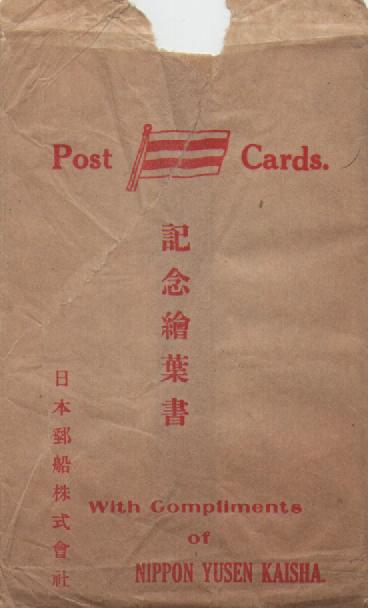 Post Cards.
記念繪葉書
日本郵船株式會社
With Compliments
of
NIPPON YUSEN KAISHA.